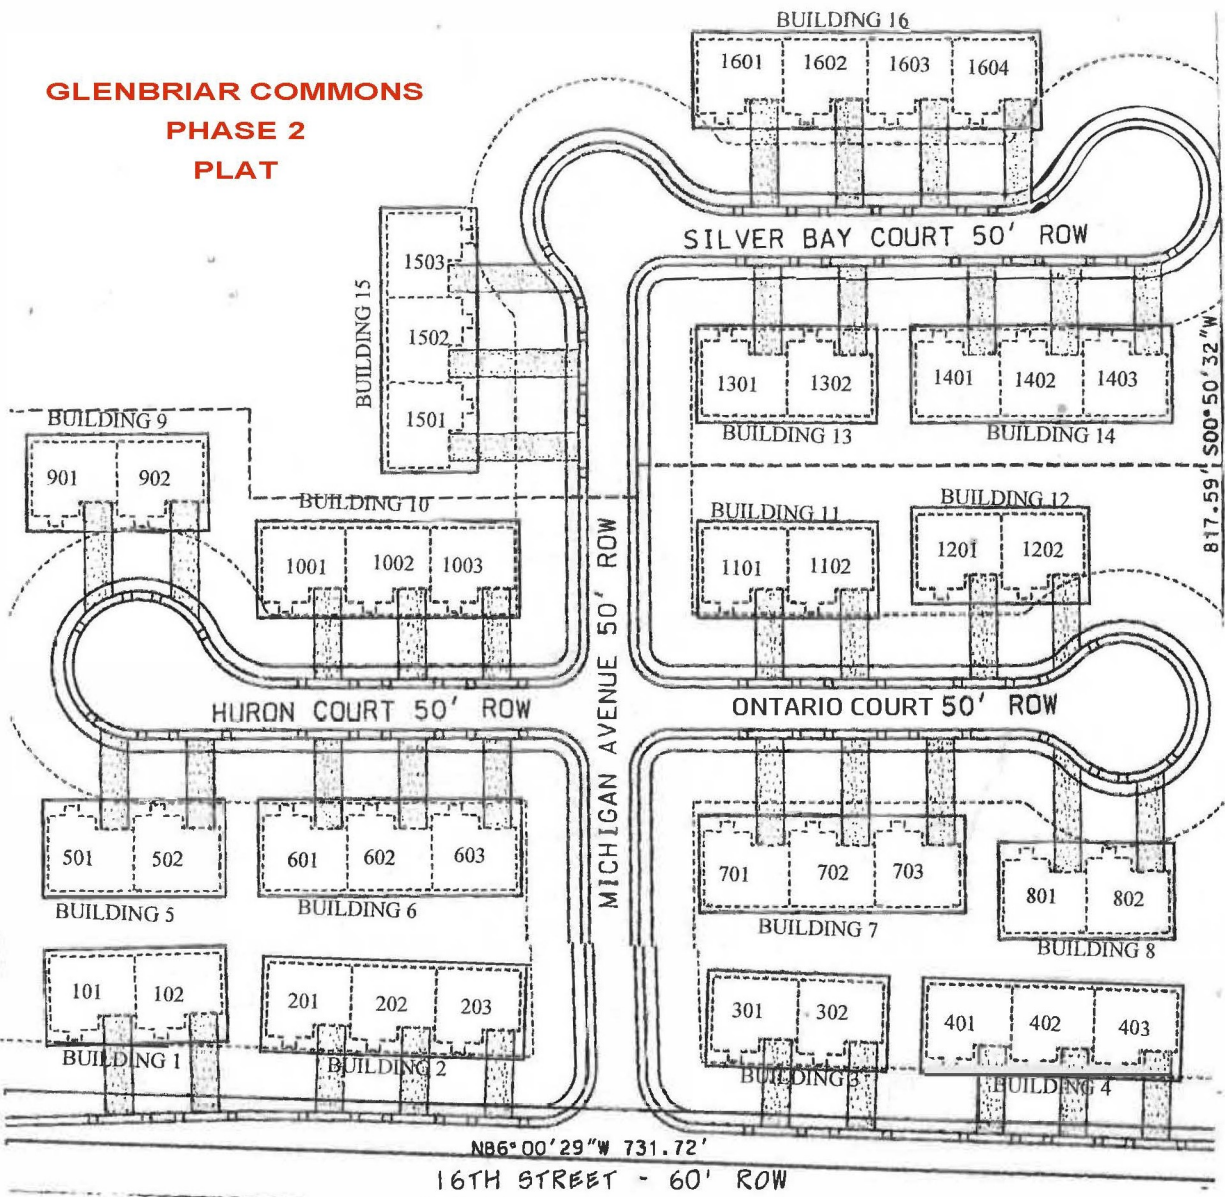 BUILDING 16
1601 1602 1603 1604
GLENBRIAR COMMONS
PHASE 2
PLAT
SILVER BAY COURT 50' ROW
1503
1502
1501
BUILDING 15
1301 1302
BUILDING 13
1401 1402 1403
BUILDING 14
817.59' S00°50'32"W
BUILDING 9
901 902
BUILDING 10
1001 1002 1003
BUILDING 11
1101 1102
BUILDING 12
1201 1202
MICHIGAN AVENUE 50' ROW
HURON COURT 50' ROW
ONTARIO COURT 50' ROW
501 502
BUILDING 5
601 602 603
BUILDING 6
701 702 703
BUILDING 7
801 802
BUILDING 8
101 102
BUILDING 1
201 202 203
BUILDING 2
301 302
BUILDING 3
401 402 403
BUILDING 4
N86°00'29"W 731.72'
16TH STREET - 60' ROW